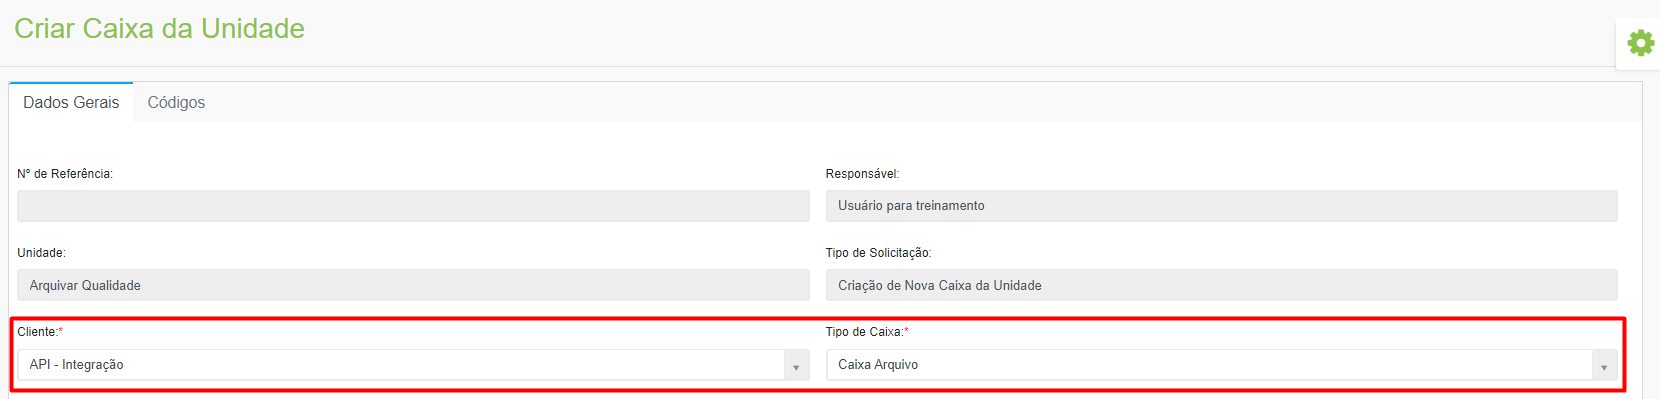 Criar Caixa da Unidade
Dados Gerais Códigos
Nº de Referência: Responsável:
Usuário para treinamento
Unidade: Tipo de Solicitação:
Arquivar Qualidade Criação de Nova Caixa da Unidade
Cliente:* Tipo de Caixa:*
API - Integração Caixa Arquivo